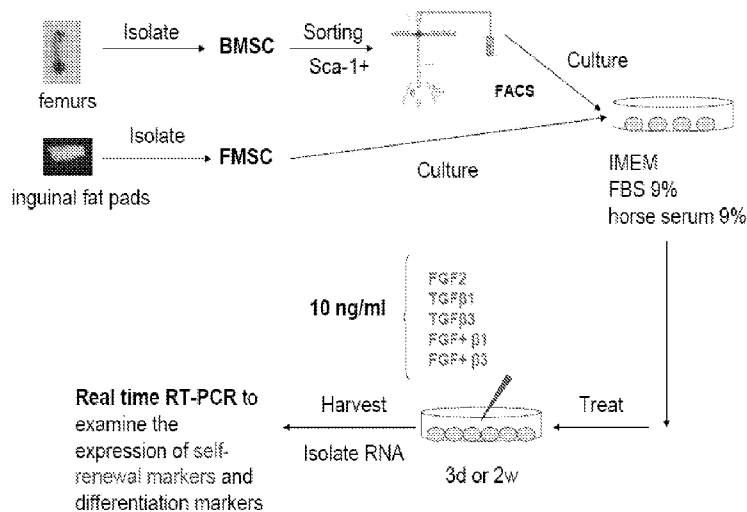 Isolate
BMSC
Sorting
Sca-1+
femurs
FACS
Culture
Isolate
FMSC
Culture
inguinal fat pads
IMEM
FBS 9%
horse serum 9%
10 ng/ml
FGF2
TGFβ1
TGFβ3
FGF+ β1
FGF+ β3
Real time RT-PCR to
examine the
expression of self-
renewal markers and
differentiation markers
Harvest
Isolate RNA
Treat
3d or 2w